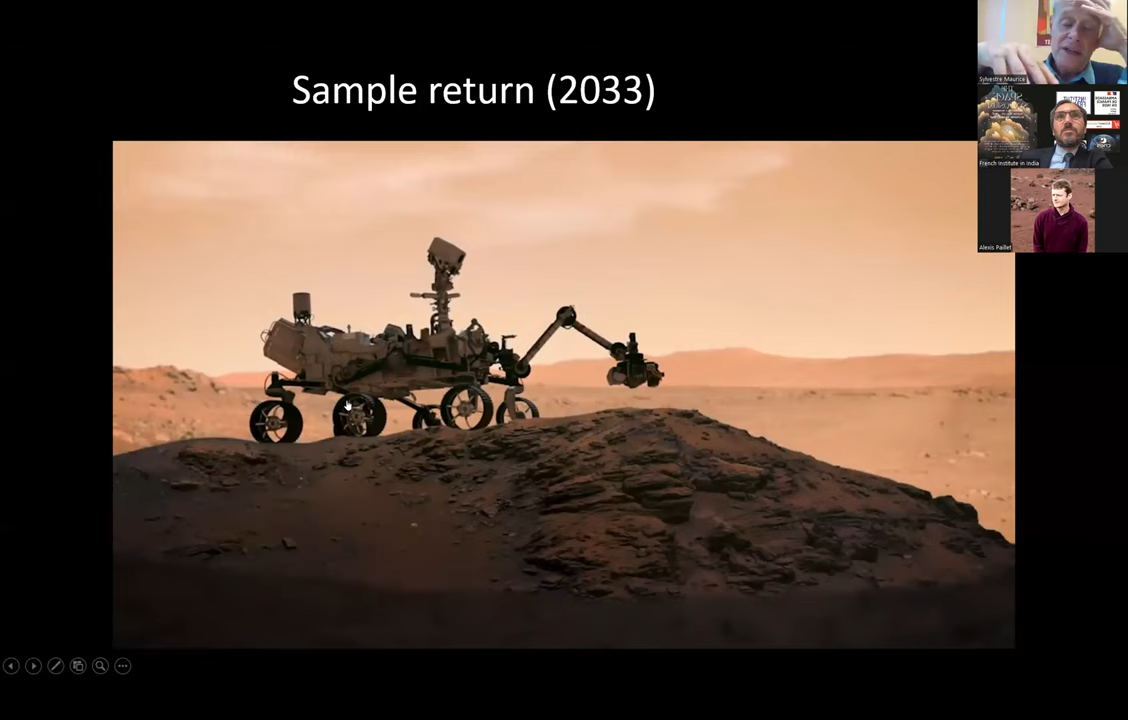 Sample return (2033)
Sylvestre Maurice
French Institute in India
Alexis Paillet